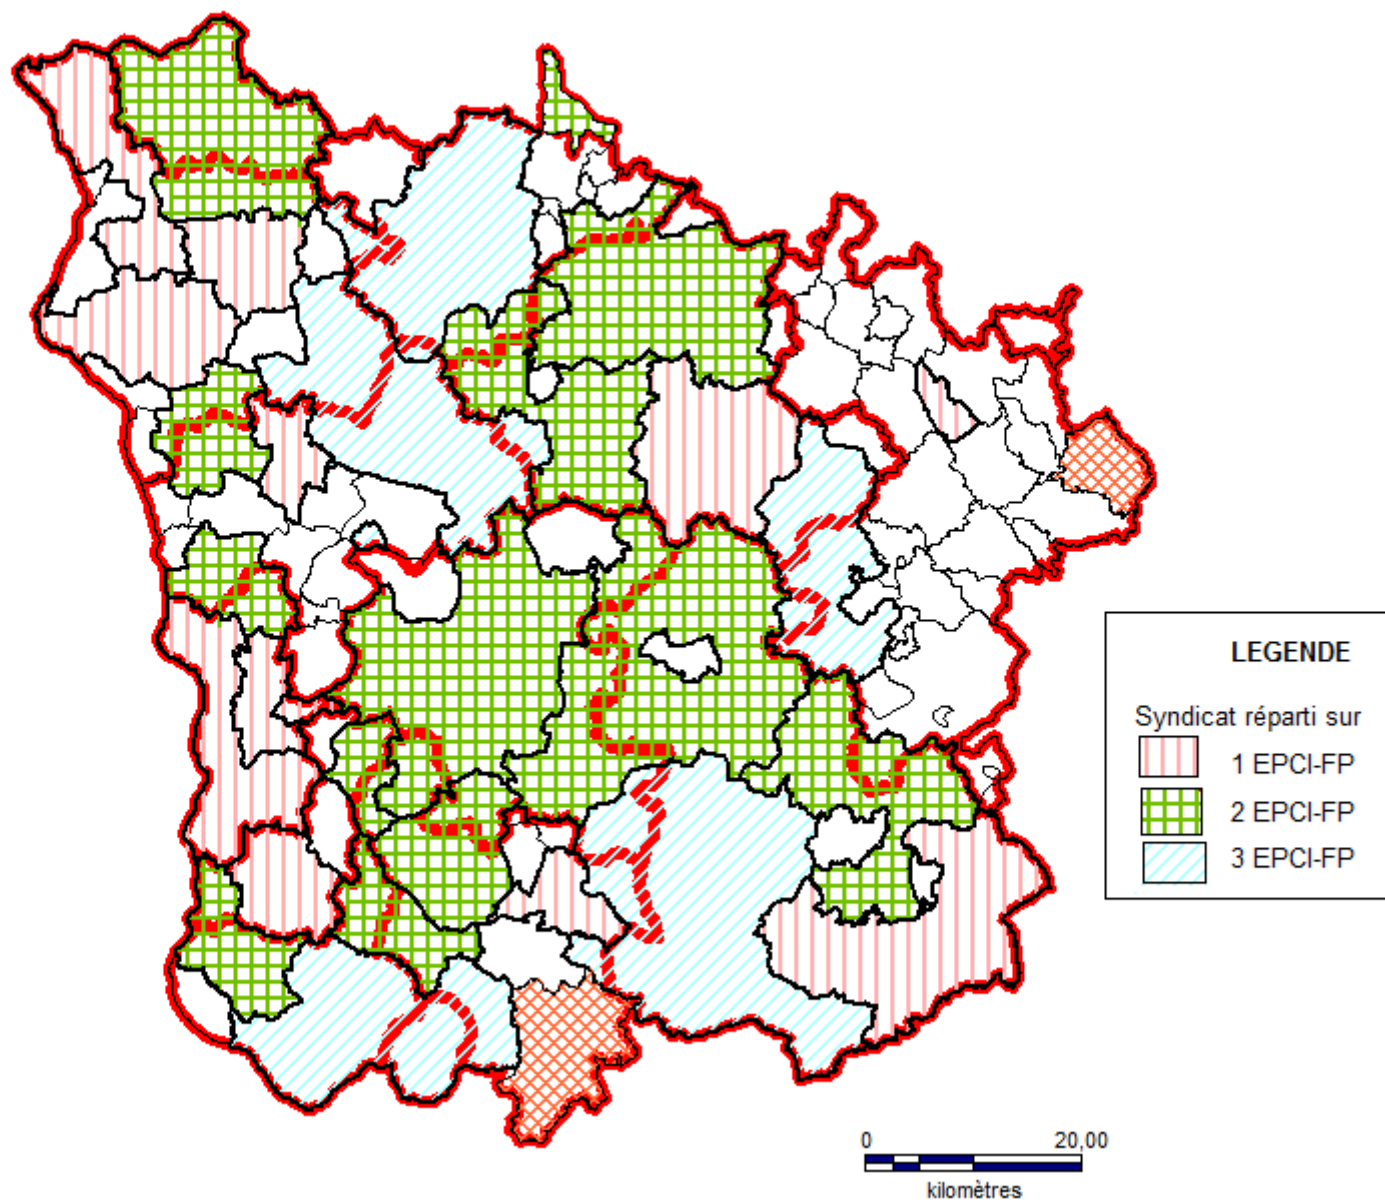 LEGENDE
Syndicat réparti sur
1 EPCI-FP
2 EPCI-FP
3 EPCI-FP
0 20,00
kilomètres